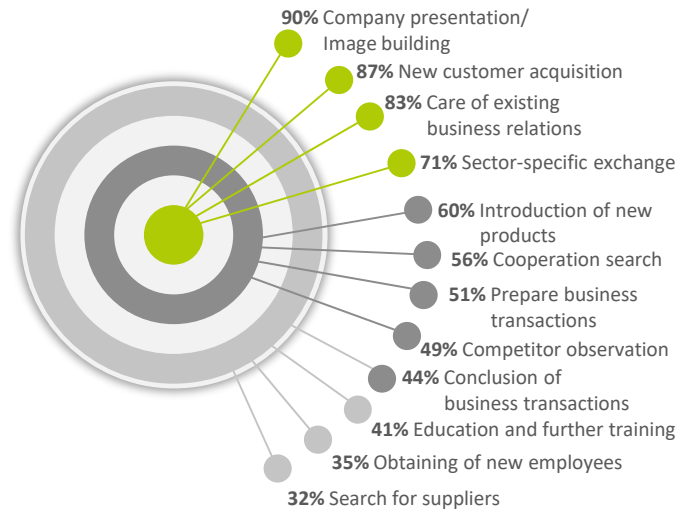 90% Company presentation/
Image building
87% New customer acquisition
83% Care of existing
business relations
71% Sector-specific exchange
60% Introduction of new
products
56% Cooperation search
51% Prepare business
transactions
49% Competitor observation
44% Conclusion of
business transactions
41% Education and further training
35% Obtaining of new employees
32% Search for suppliers